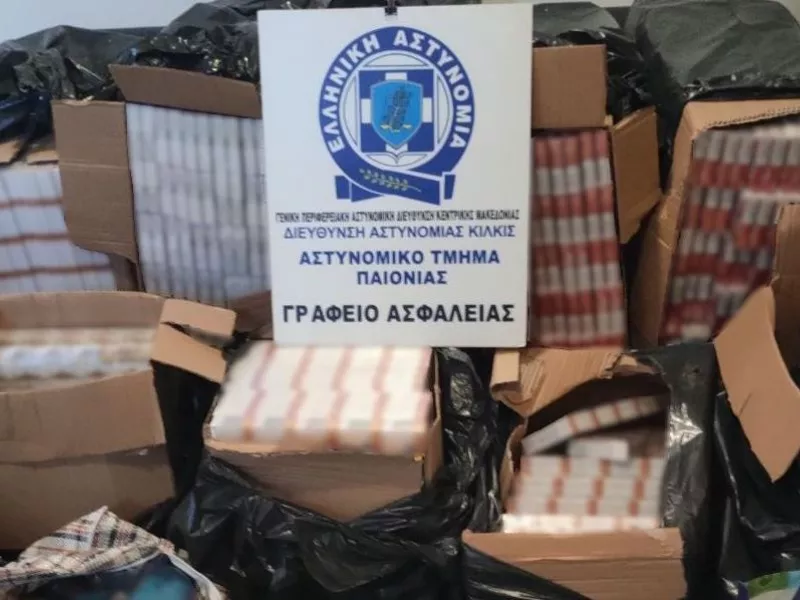 ΕΛΛΗΝΙΚΗ ΑΣΤΥΝΟΜΙΑ
ΓΕΝΙΚΗ ΠΕΡΙΦΕΡΕΙΑΚΗ ΑΣΤΥΝΟΜΙΚΗ ΔΙΕΥΘΥΝΣΗ ΚΕΝΤΡΙΚΗΣ ΜΑΚΕΔΟΝΙΑΣ
ΔΙΕΥΘΥΝΣΗ ΑΣΤΥΝΟΜΙΑΣ ΚΙΛΚΙΣ
ΑΣΤΥΝΟΜΙΚΟ ΤΜΗΜΑ
ΠΑΙΟΝΙΑΣ
ΓΡΑΦΕΙΟ ΑΣΦΑΛΕΙΑΣ